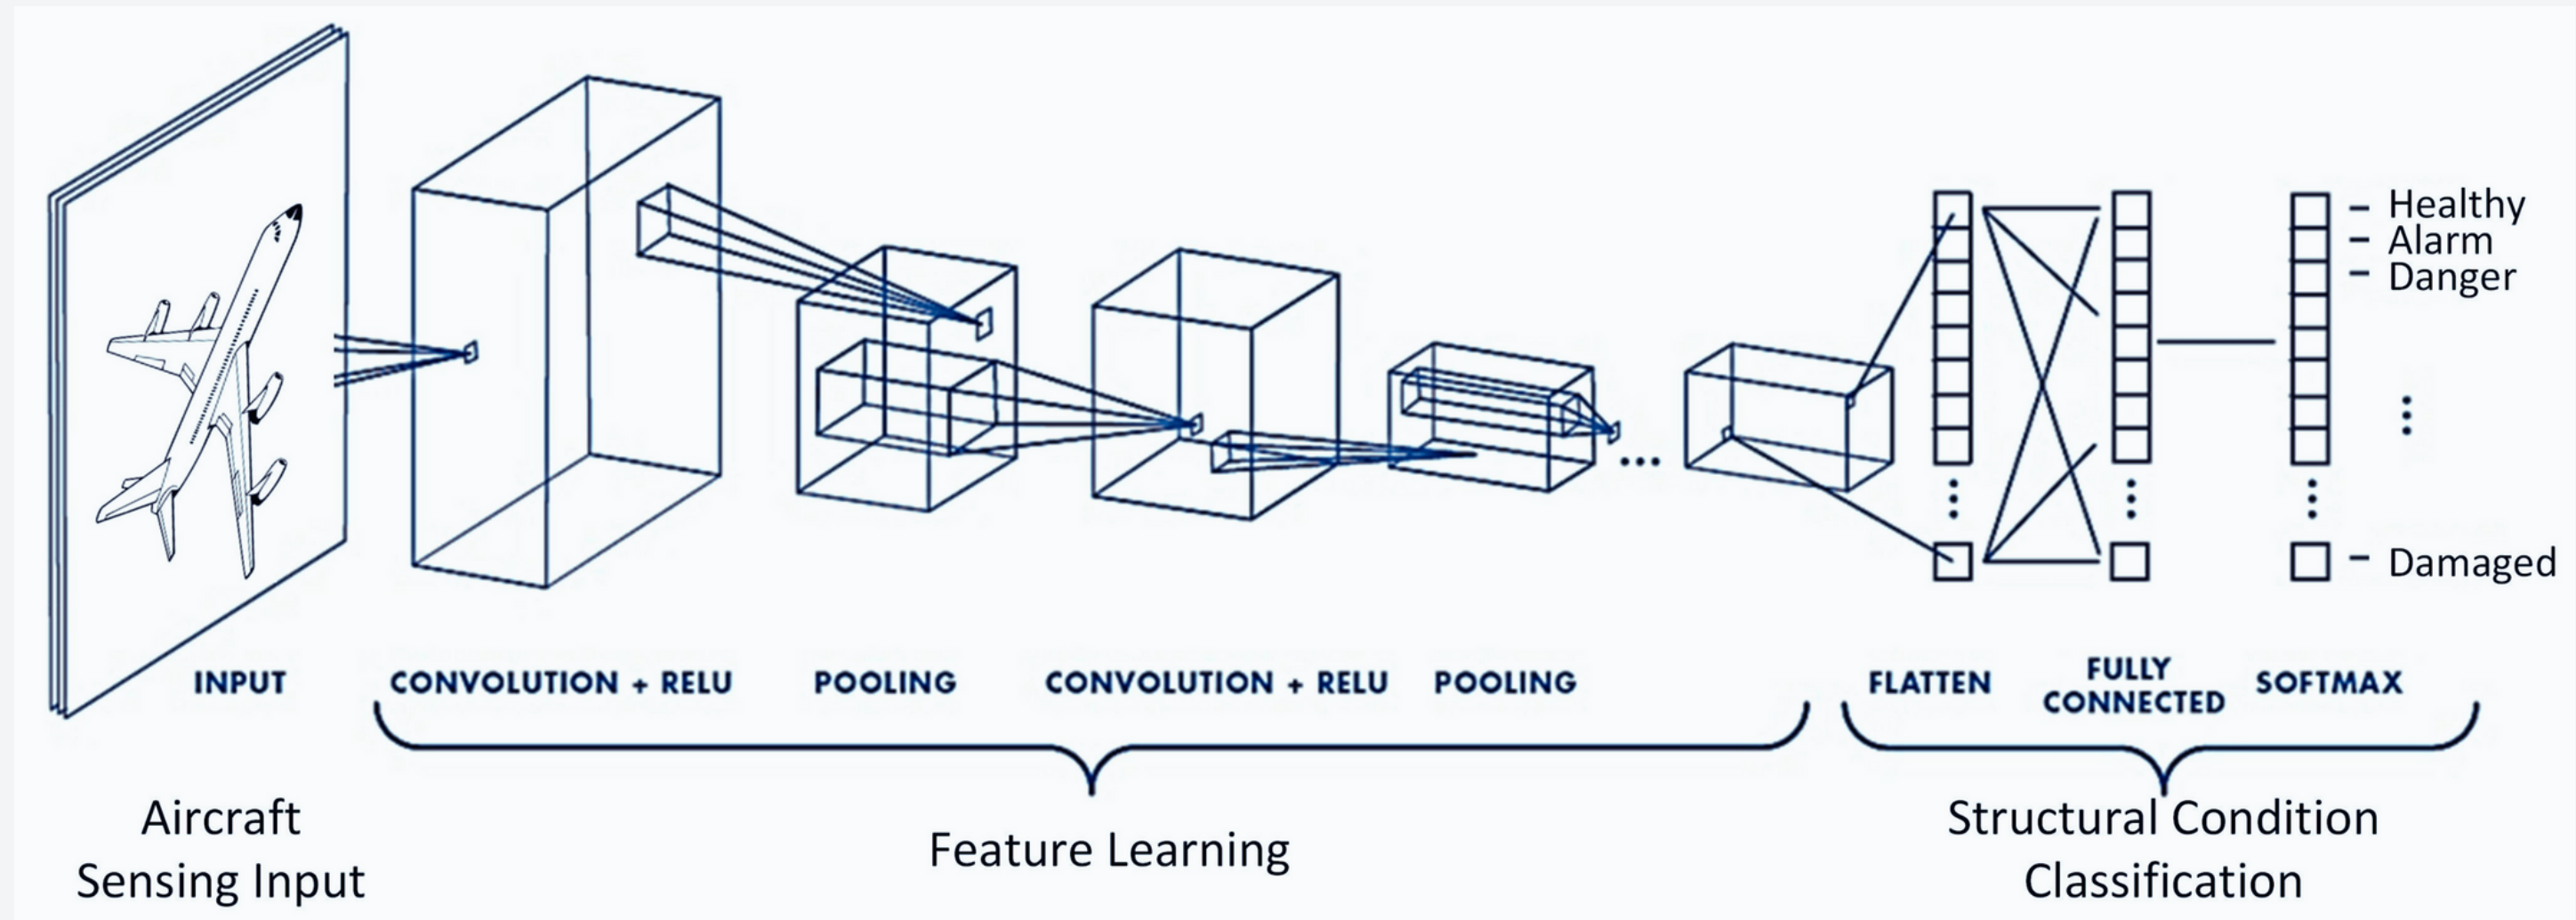 Healthy
Alarm
Danger
Damaged
INPUT
CONVOLUTION + RELU
POOLING
CONVOLUTION + RELU
POOLING
FLATTEN
FULLY
CONNECTED
SOFTMAX
Aircraft
Sensing Input
Feature Learning
Structural Condition
Classification